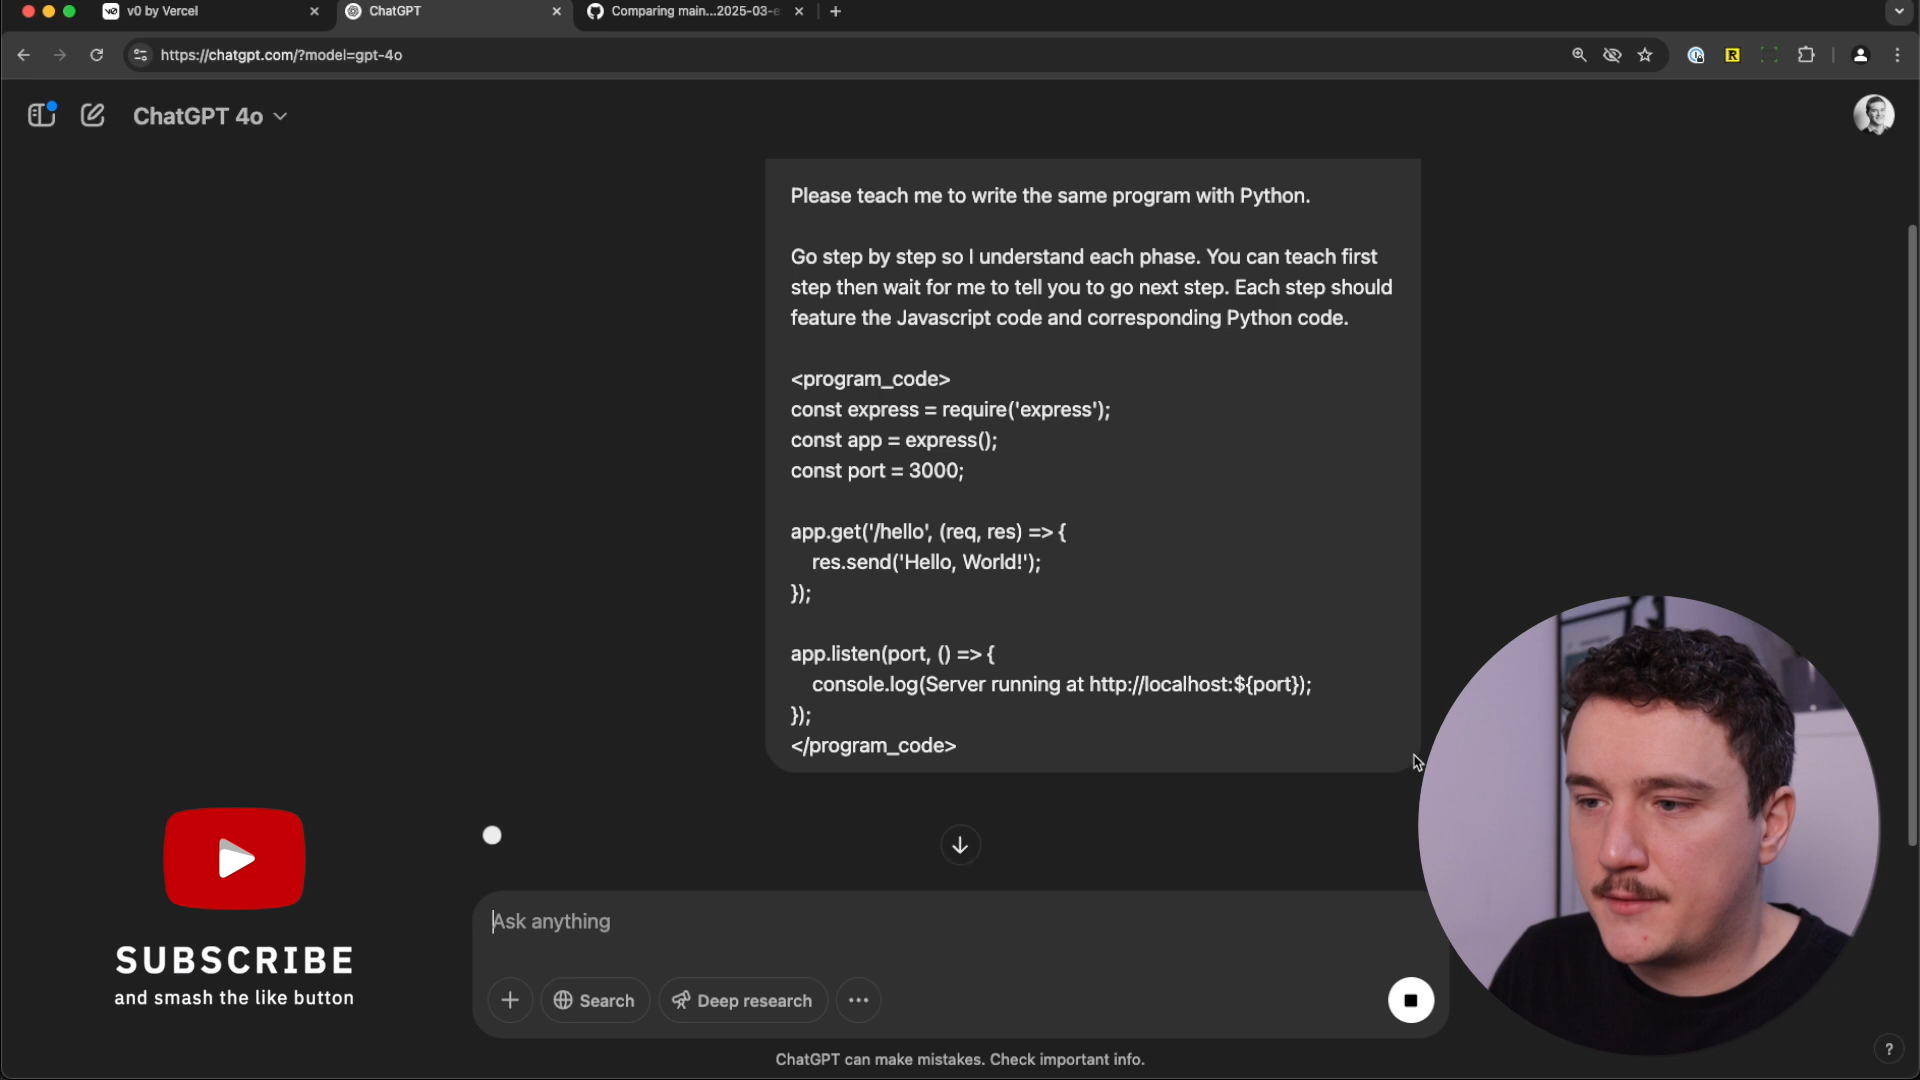 v0 by Vercel
ChatGPT
Comparing main...2025-03-e
https://chatgpt.com/?model=gpt-4o
R
ChatGPT 4o
Please teach me to write the same program with Python.
Go step by step so I understand each phase. You can teach first
step then wait for me to tell you to go next step. Each step should
feature the Javascript code and corresponding Python code.
<program_code>
const express = require('express');
const app = express();
const port = 3000;
app.get('/hello', (req, res) => {
res.send('Hello, World!');
});
app.listen(port, () => {
console.log(Server running at http://localhost:${port});
});
</program_code>
SUBSCRIBE
and smash the like button
Ask anything
Search
Deep research
ChatGPT can make mistakes. Check important info.
?